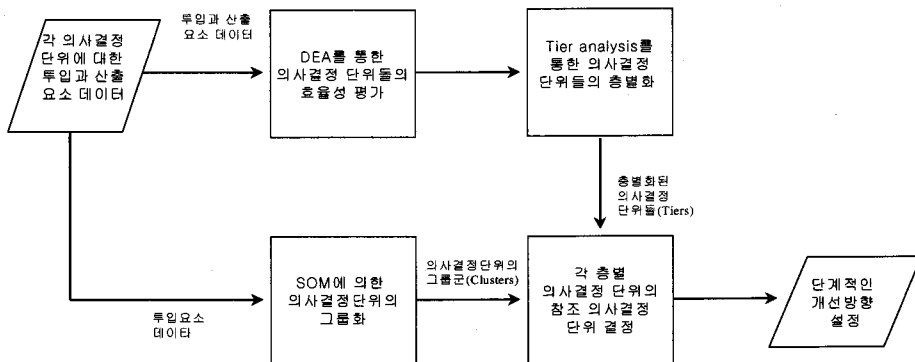 각 의사결정
단위에 대한
투입과 산출
요소 데이터
투입과 산출
요소 데이터
DEA를 통한
의사결정 단위들의
효율성 평가
Tier analysis를
통한 의사결정
단위들의 층별화
층별화된
의사결정
단위들(Tiers)
투입요소
데이타
SOM에 의한
의사결정단위의
그룹화
의사결정단위의
그룹군(Clusters)
각 층별
의사결정 단위의
참조 의사결정
단위 결정
단계적인
개선방향
설정